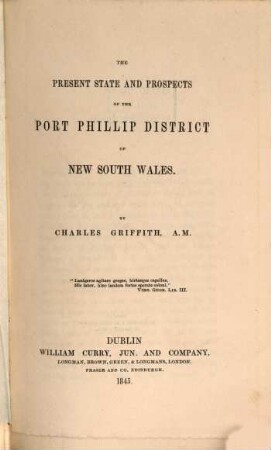 THE
PRESENT STATE AND PROSPECTS
OF THE
PORT PHILLIP DISTRICT
OF
NEW SOUTH WALES.
BY
CHARLES GRIFFITH, A.M.
"Lanigeros agitare greges, hirtasque capellas,
Hic labor, hinc laudem fortes sperate coloni."
VIRG. GEORG. LIB. III.
DUBLIN
WILLIAM CURRY, JUN. AND COMPANY.
LONGMAN, BROWN, GREEN, & LONGMANS, LONDON.
FRASER AND CO. EDINBURGH.
1845